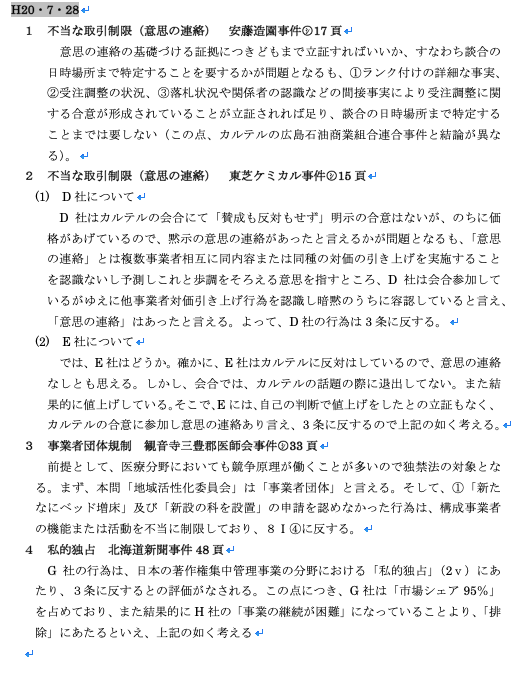 H20・7・28
1 不当な取引制限（意思の連絡） 安藤造園事件②17頁
意思の連絡の基礎づける証拠につきどもまで立証すればいいか、すなわち談合の
日時場所まで特定することを要するかが問題となるも、①ランク付けの詳細な事実、
②受注調整の状況、③落札状況や関係者の認識などの間接事実により受注調整に関
する合意が形成されていることが立証されれば足り、談合の日時場所まで特定する
ことまでは要しない（この点、カルテルの広島石油商業組合連合事件と結論が異な
る）。
2 不当な取引制限（意思の連絡） 東芝ケミカル事件②15頁
(1) D社について
D 社はカルテルの会合にて「賛成も反対もせず」明示の合意はないが、のちに価
格があげているので、黙示の意思の連絡があったと言えるかが問題となるも、「意思
の連絡」とは複数事業者相互に同内容または同種の対価の引き上げを実施すること
を認識ないし予測しこれと歩調をそろえる意思を指すところ、D 社は会合参加して
いるがゆえに他事業者対価引き上げ行為を認識し暗黙のうちに容認していると言え、
「意思の連絡」はあったと言える。よって、D社の行為は3条に反する。
(2) E社について
では、E社はどうか。確かに、E社はカルテルに反対はしているので、意思の連絡
なしとも思える。しかし、会合では、カルテルの話題の際に退出してない。また結
果的に値上げしている。そこで、Eには、自己の判断で値上げをしたとの立証もなく、
カルテルの合意に参加し意思の連絡あり言え、3条に反するので上記の如く考える。
3 事業者団体規制 観音寺三豊郡医師会事件②33頁
前提として、医療分野においても競争原理が働くことが多いので独禁法の対象とな
る。まず、本問「地域活性化委員会」は「事業者団体」と言える。そして、①「新た
なにベッド増床」及び「新設の科を設置」の申請を認めなかった行為は、構成事業者
の機能または活動を不当に制限しており、８Ⅰ④に反する。
4 私的独占 北海道新聞事件 48頁
G 社の行為は、日本の著作権集中管理事業の分野における「私的独占」（2ⅴ）にあ
たり、３条に反するとの評価がなされる。この点につき、G社は「市場シェア 95％」
を占めており、また結果的に H 社の「事業の継続が困難」になっていることより、「排
除」にあたるといえ、上記の如く考える